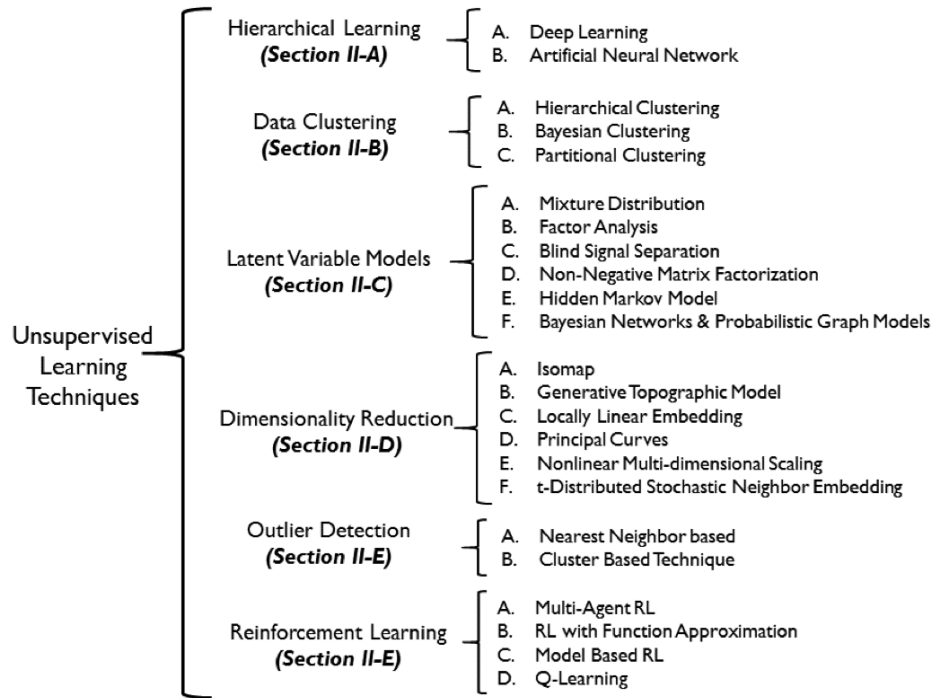 Unsupervised
Learning
Techniques
Hierarchical Learning
(Section II-A)
A. Deep Learning
B. Artificial Neural Network
Data Clustering
(Section II-B)
A. Hierarchical Clustering
B. Bayesian Clustering
C. Partitional Clustering
Latent Variable Models
(Section II-C)
A. Mixture Distribution
B. Factor Analysis
C. Blind Signal Separation
D. Non-Negative Matrix Factorization
E. Hidden Markov Model
F. Bayesian Networks & Probabilistic Graph Models
Dimensionality Reduction
(Section II-D)
A. Isomap
B. Generative Topographic Model
C. Locally Linear Embedding
D. Principal Curves
E. Nonlinear Multi-dimensional Scaling
F. t-Distributed Stochastic Neighbor Embedding
Outlier Detection
(Section II-E)
A. Nearest Neighbor based
B. Cluster Based Technique
Reinforcement Learning
(Section II-E)
A. Multi-Agent RL
B. RL with Function Approximation
C. Model Based RL
D. Q-Learning